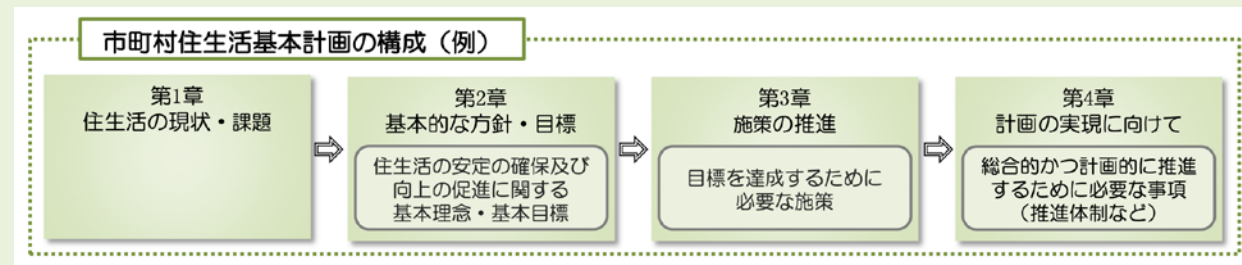 市町村住生活基本計画の構成（例）
第1章
住生活の現状・課題
第2章
基本的な方針・目標
住生活の安定の確保及び
向上の促進に関する
基本理念・基本目標
第3章
施策の推進
目標を達成するために
必要な施策
第4章
計画の実現に向けて
総合的かつ計画的に推進
するために必要な事項
（推進体制など）